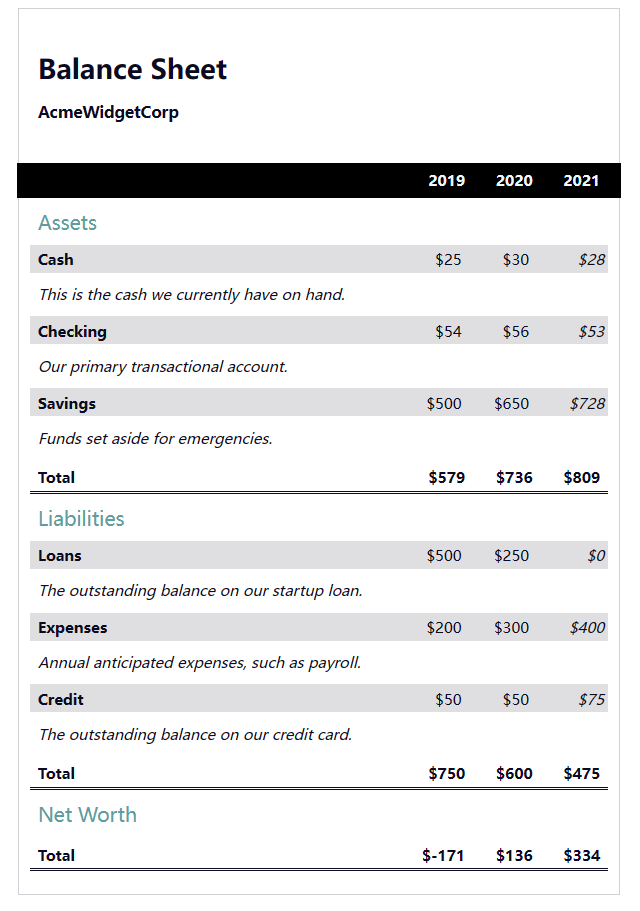 Balance Sheet
AcmeWidgetCorp
2019 2020 2021
Assets
Cash $25 $30 $28
This is the cash we currently have on hand.
Checking $54 $56 $53
Our primary transactional account.
Savings $500 $650 $728
Funds set aside for emergencies.
Total $579 $736 $809
Liabilities
Loans $500 $250 $0
The outstanding balance on our startup loan.
Expenses $200 $300 $400
Annual anticipated expenses, such as payroll.
Credit $50 $50 $75
The outstanding balance on our credit card.
Total $750 $600 $475
Net Worth
Total $-171 $136 $334